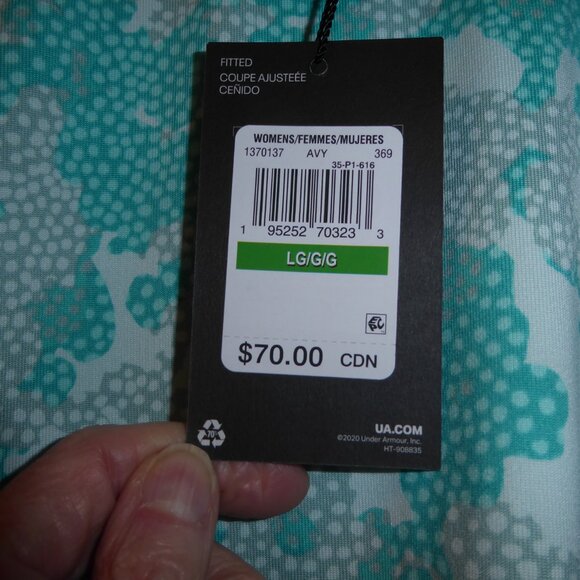 FITTED
COUPE AJUSTEÉE
CEÑIDO
WOMENS/FEMMES/MUJERES
1370137 AVY 369
35-P1-616
1 95252 70323 3
LG/G/G
$70.00 CDN
UA.COM
©2020 Under Armour, Inc.
HT-908835